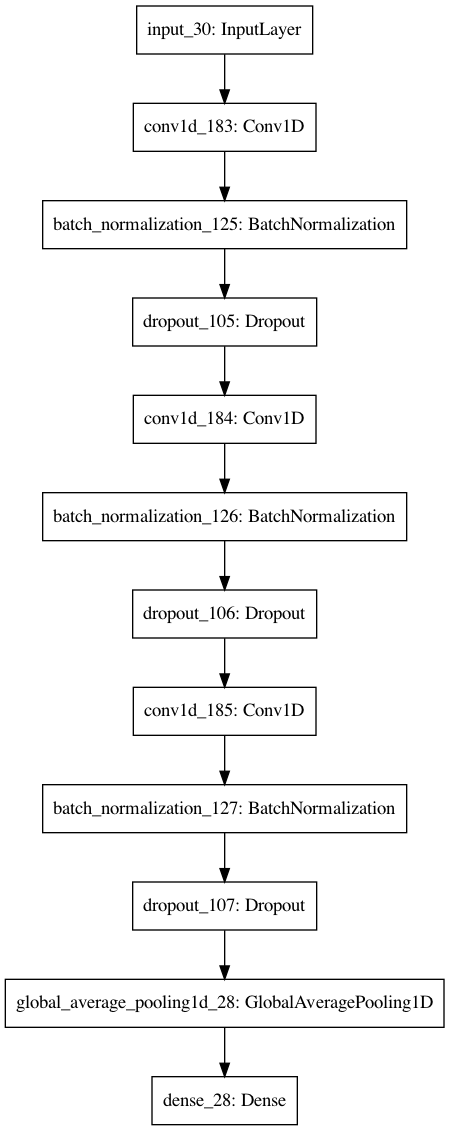 input_30: InputLayer
conv1d_183: Conv1D
batch_normalization_125: BatchNormalization
dropout_105: Dropout
conv1d_184: Conv1D
batch_normalization_126: BatchNormalization
dropout_106: Dropout
conv1d_185: Conv1D
batch_normalization_127: BatchNormalization
dropout_107: Dropout
global_average_pooling1d_28: GlobalAveragePooling1D
dense_28: Dense